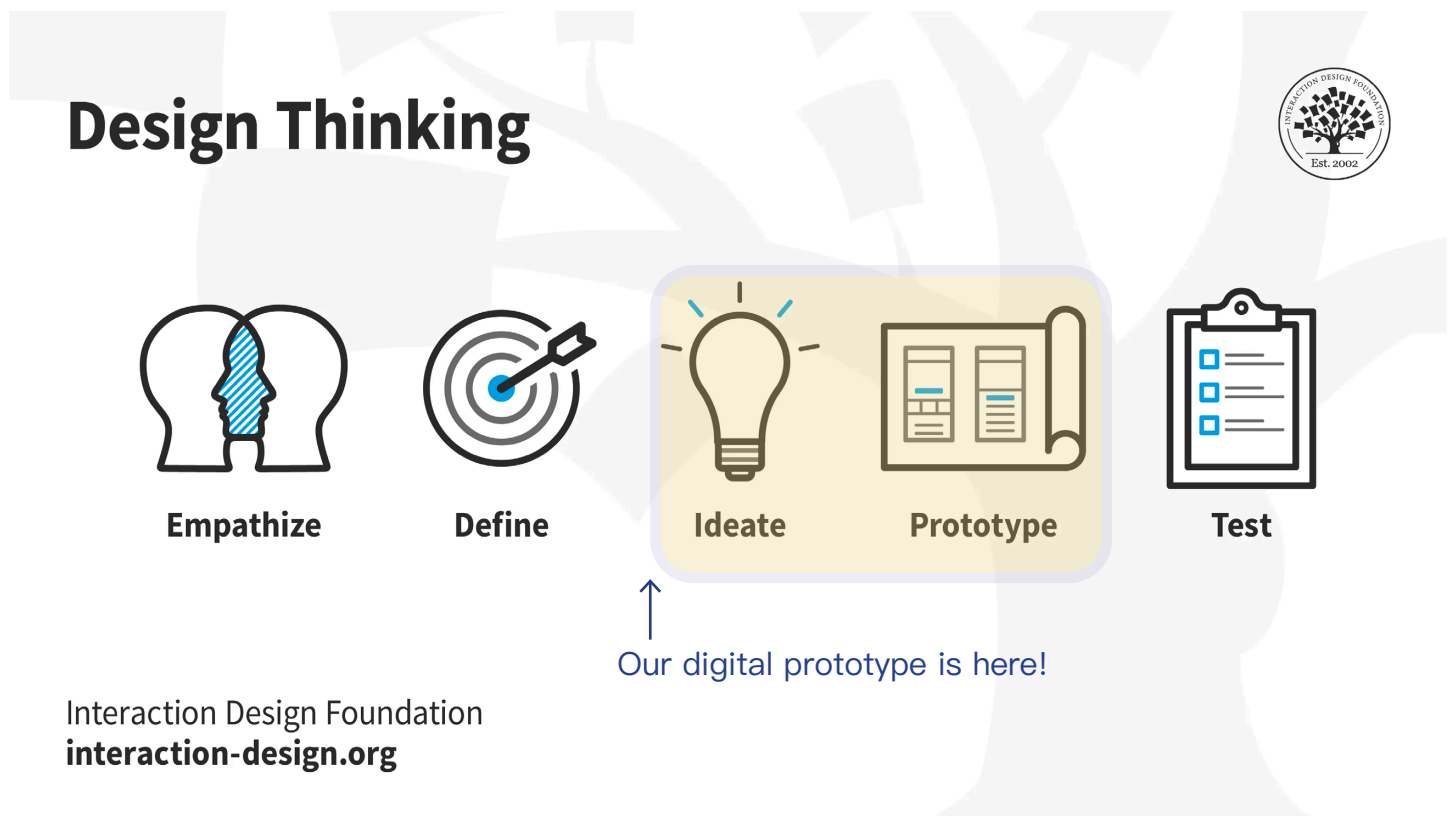 Design Thinking
INTERACTION DESIGN FOUNDATION
Est. 2002
Empathize
Define
Ideate
Prototype
Test
Our digital prototype is here!
Interaction Design Foundation
interaction-design.org